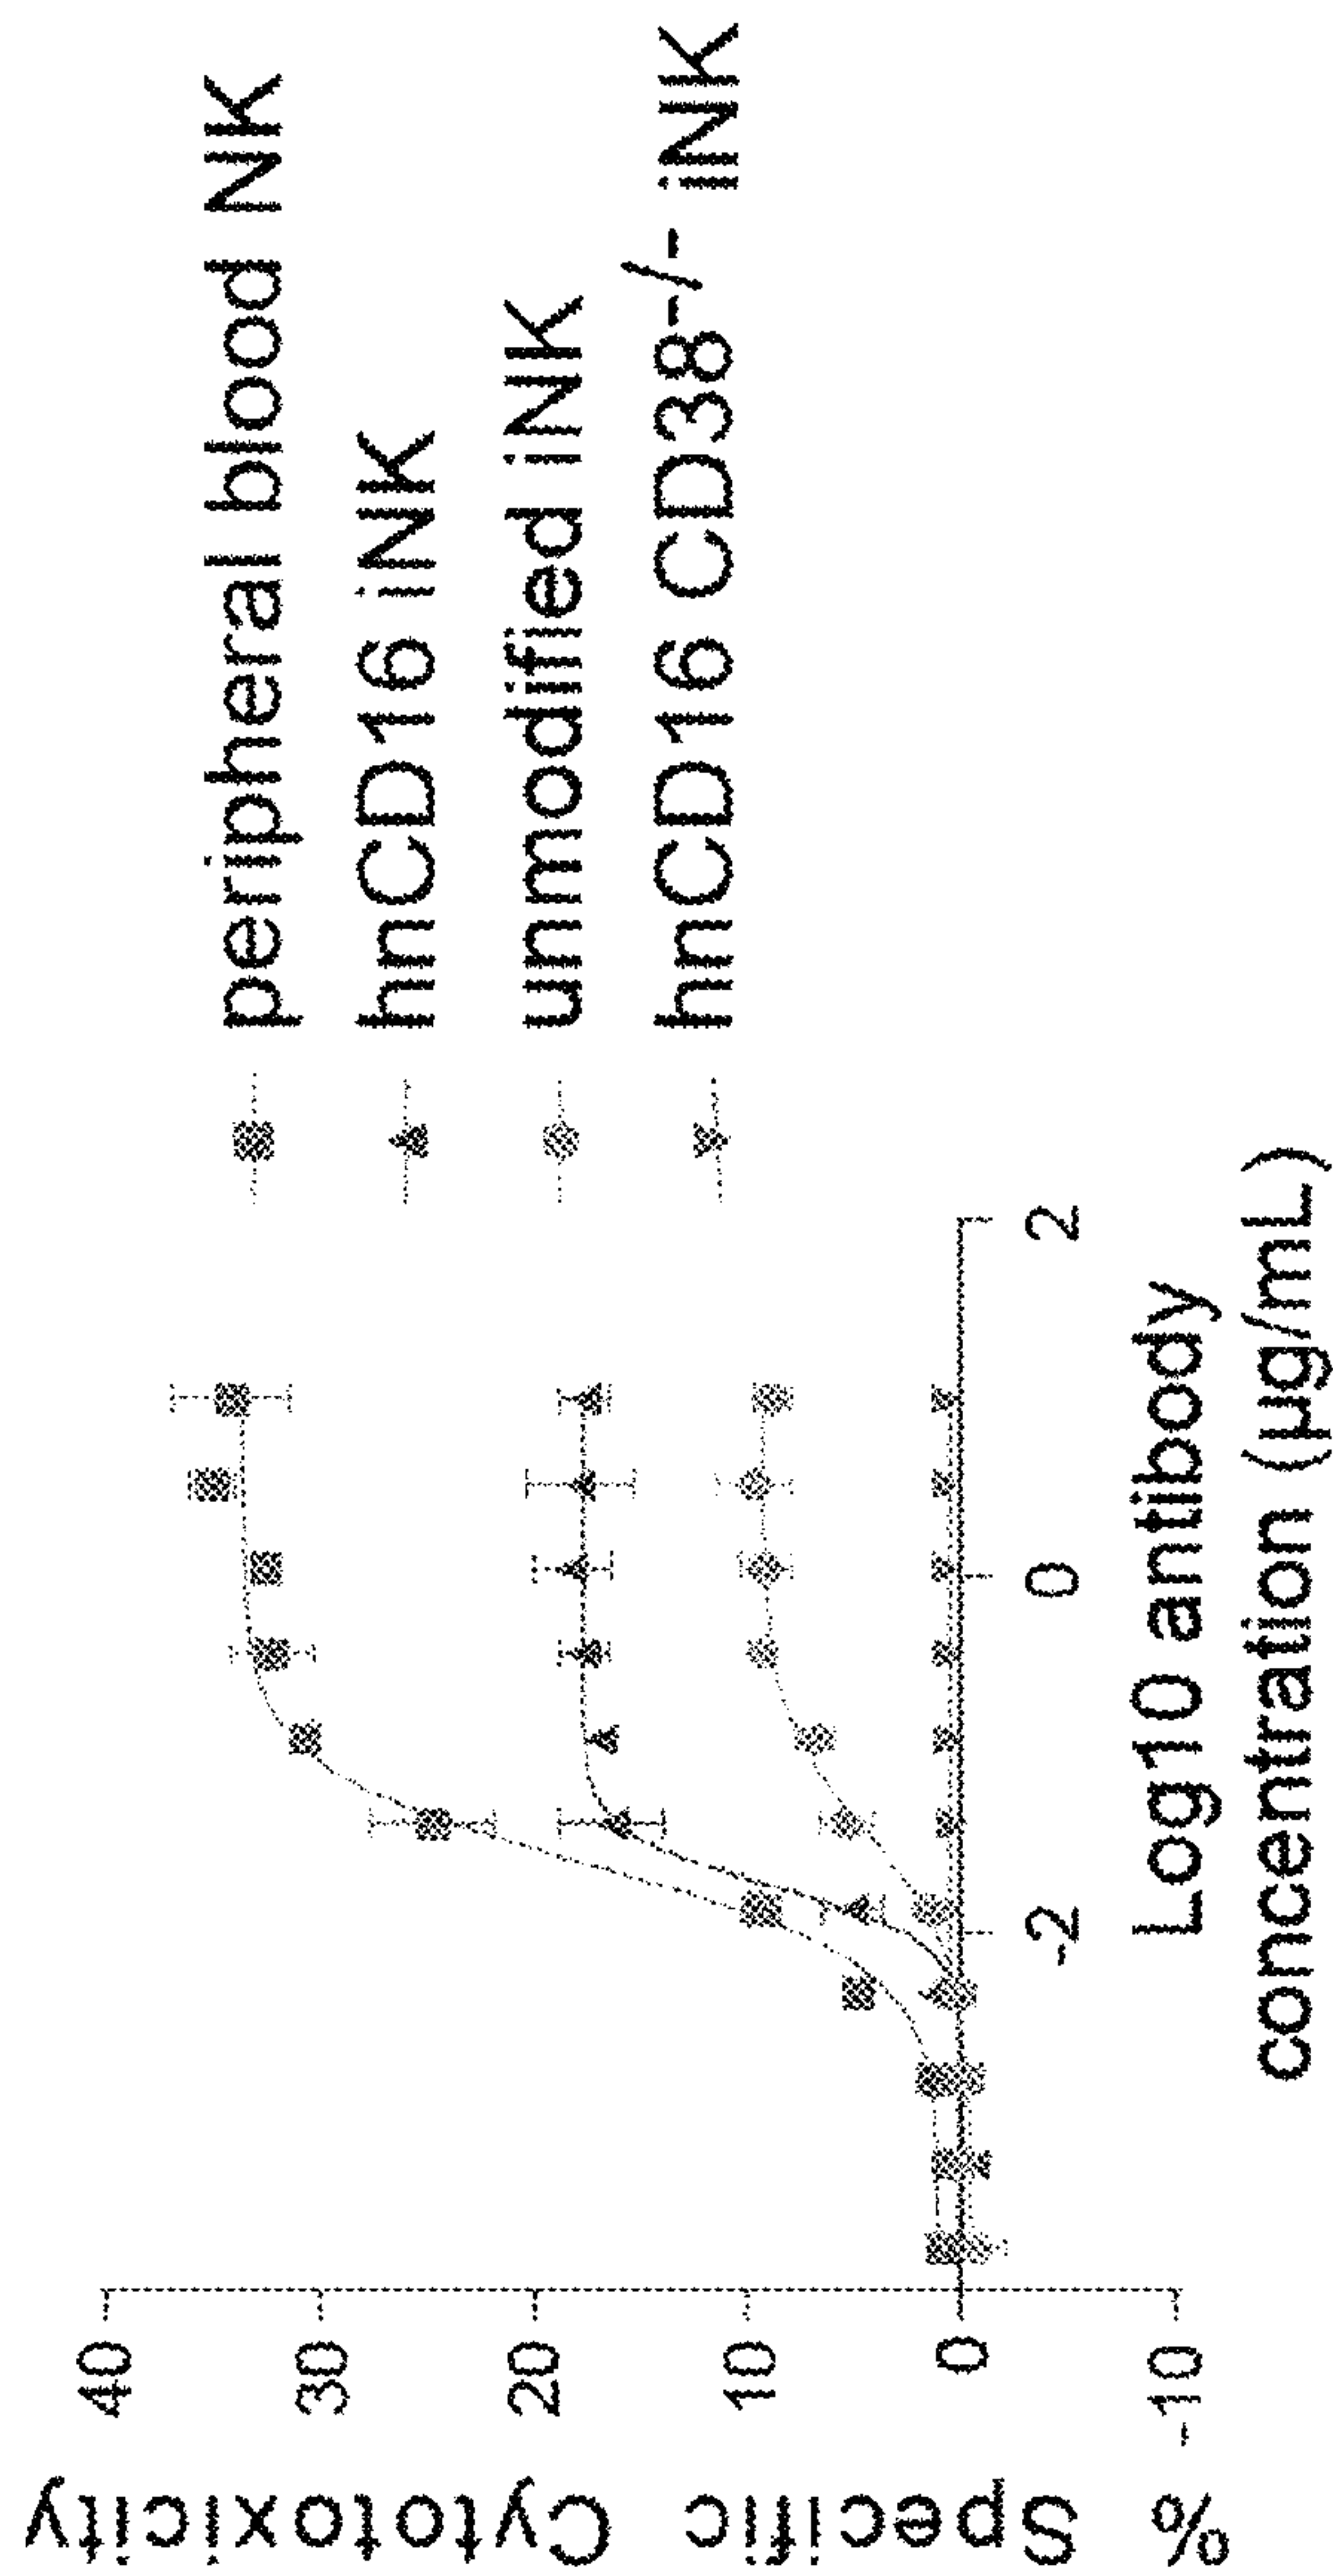 % Specific Cytotoxicity
40
30
20
10
0
-10
-2
0
2
Log10 antibody
concentration (µg/mL)
peripheral blood NK
hnCD16 iNK
unmodified iNK
hnCD16 CD38-/- iNK